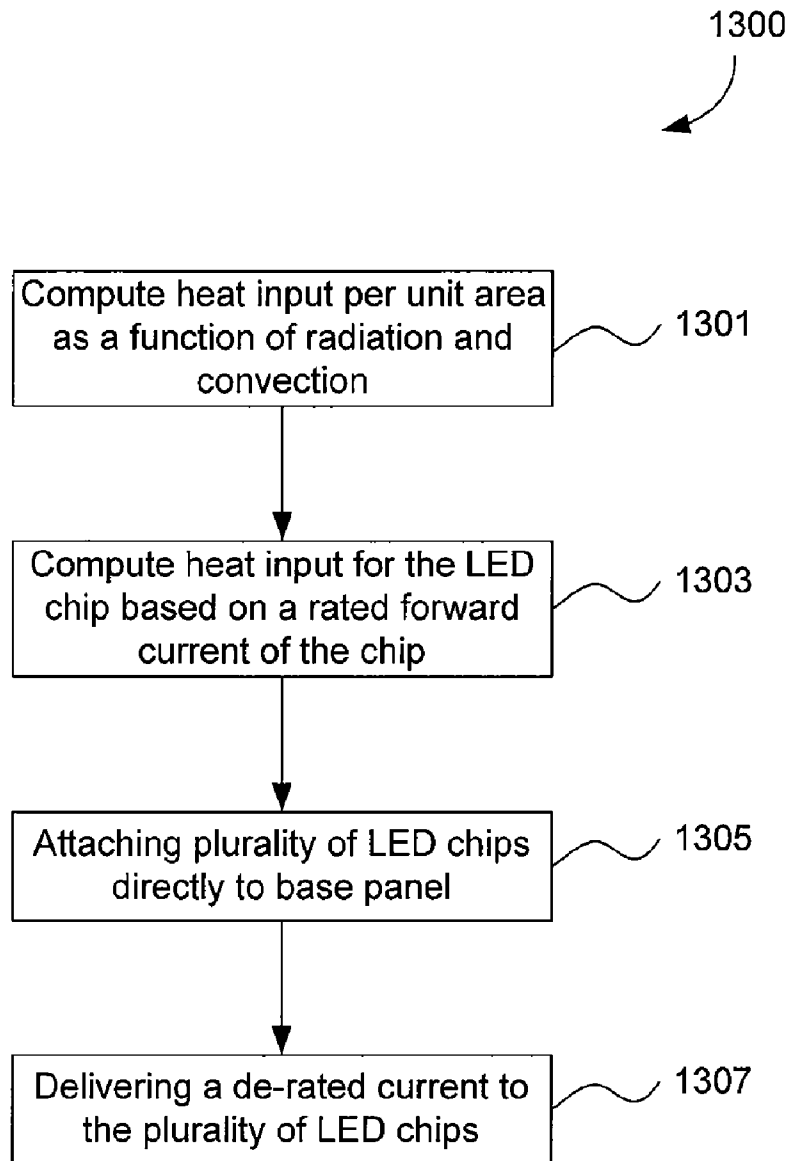 1300
Compute heat input per unit area
as a function of radiation and
convection
1301
Compute heat input for the LED
chip based on a rated forward
current of the chip
1303
Attaching plurality of LED chips
directly to base panel
1305
Delivering a de-rated current to
the plurality of LED chips
1307